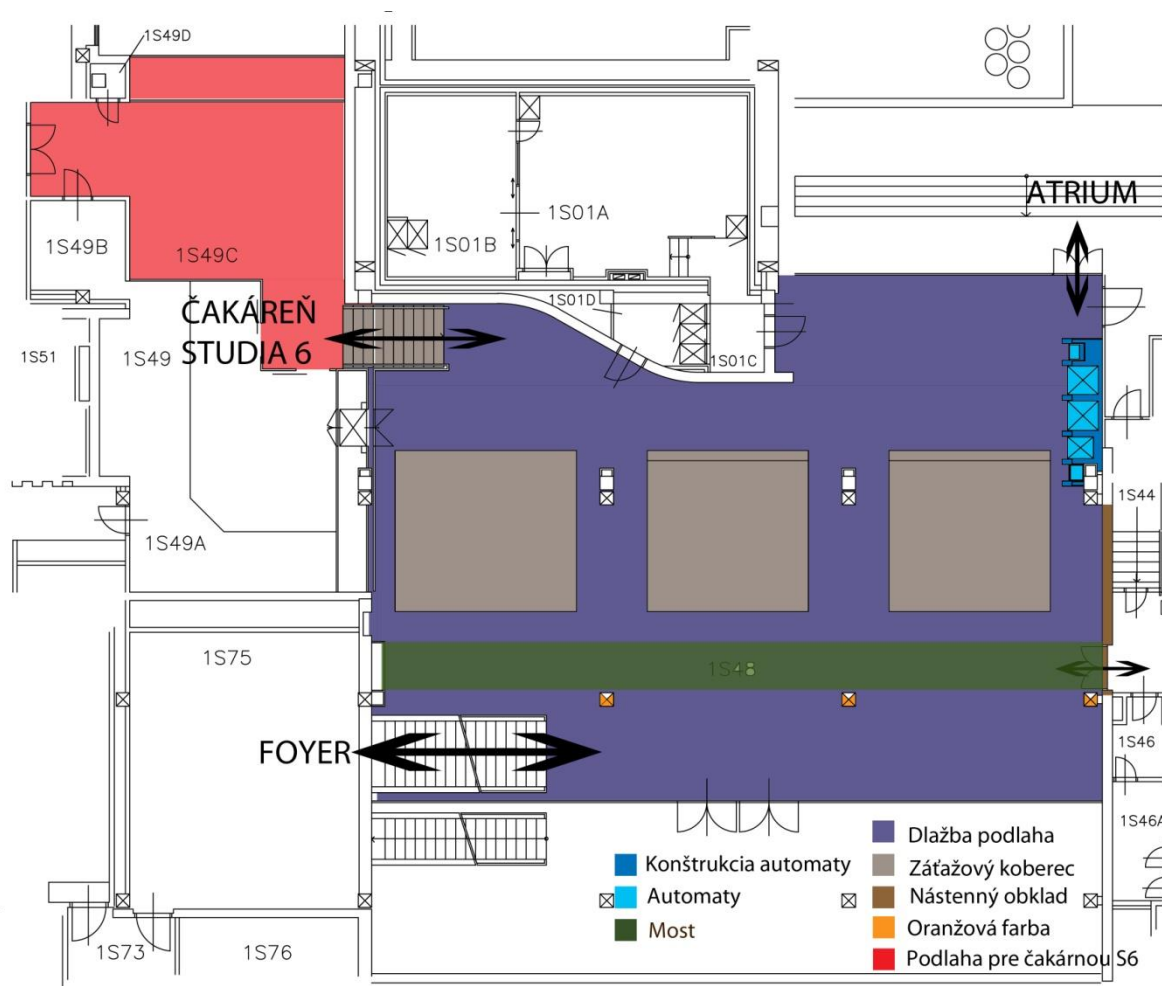 1S49D
ATRIUM
1S01A
1S01B
1S49B
1S49C
1S01D
ČAKÁREŇ
STUDIA 6
1S51
1S49
1S01C
1S44
1S49A
1S75
1S48
FOYER
1S46
1S46A
Dlažba podlaha
Konštrukcia automaty
Záťažový koberec
Automaty
Nástenný obklad
Most
Oranžová farba
Podlaha pre čakárnou S6
1S73
1S76